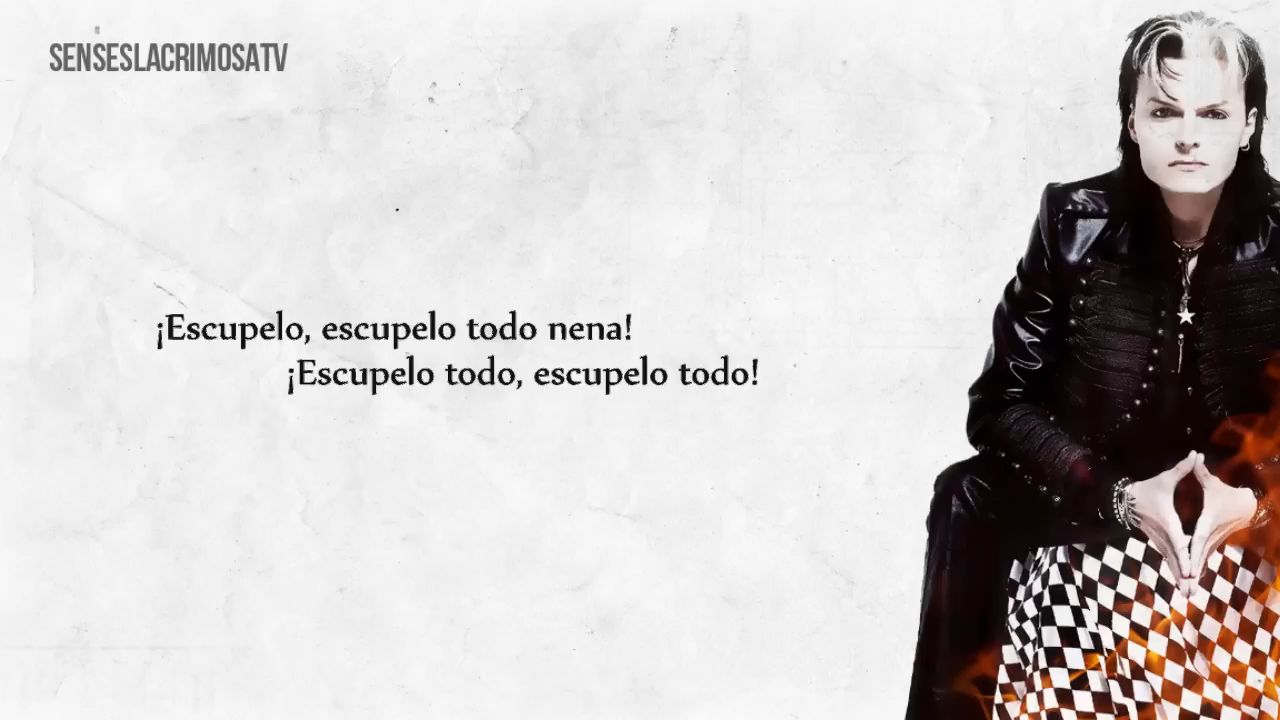 SENSESLACRIMOSATV
¡Escupelo, escupelo todo nena!
¡Escupelo todo, escupelo todo!